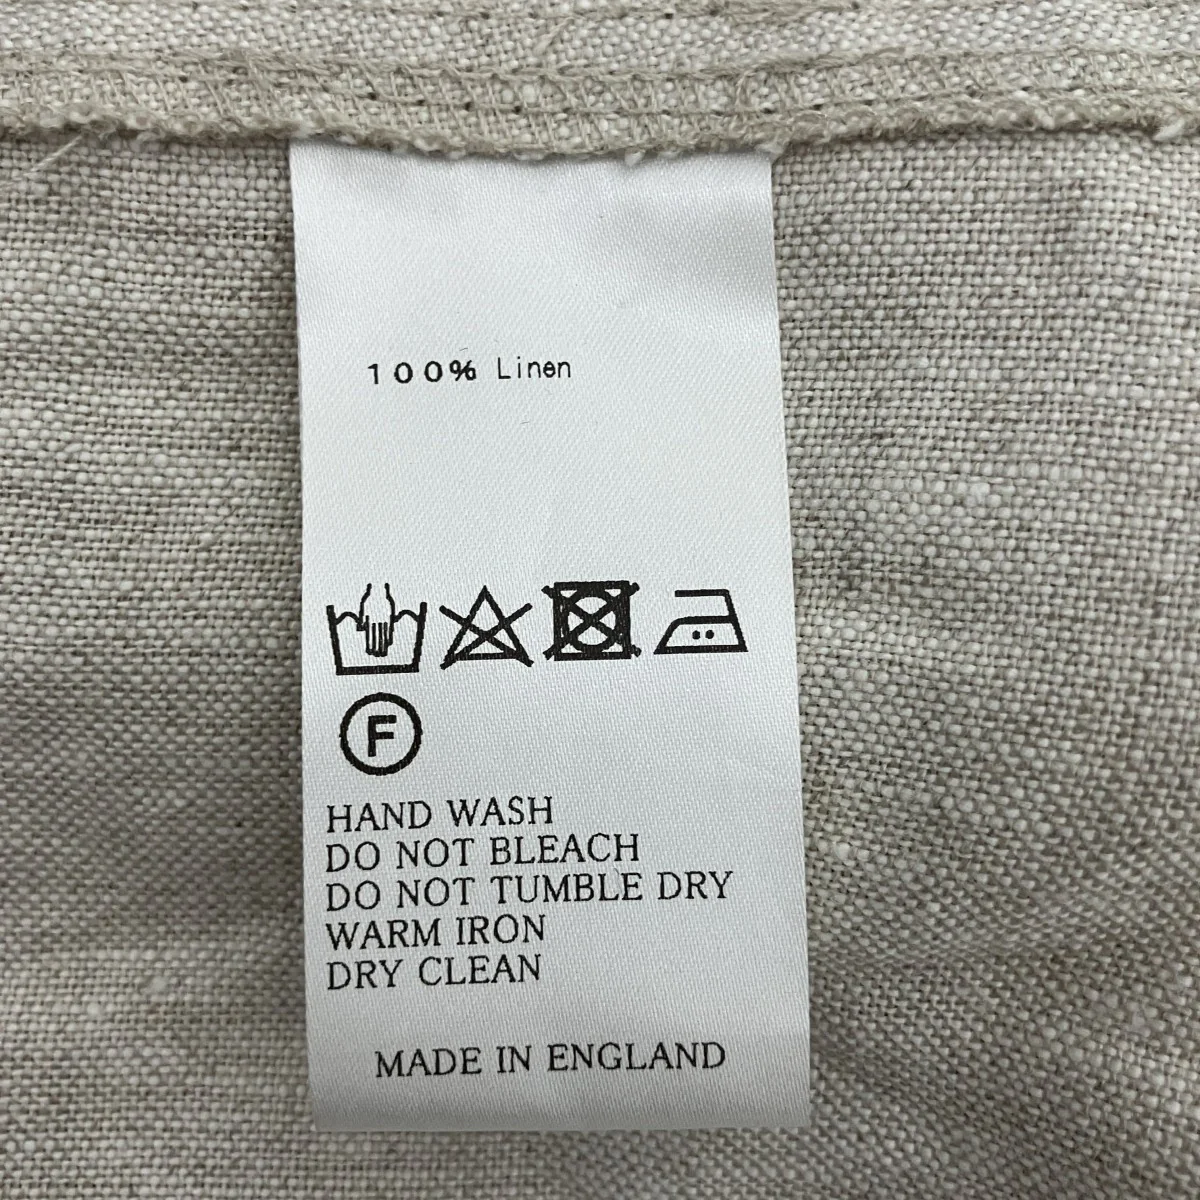 100% Linen
F
HAND WASH
DO NOT BLEACH
DO NOT TUMBLE DRY
WARM IRON
DRY CLEAN
MADE IN ENGLAND